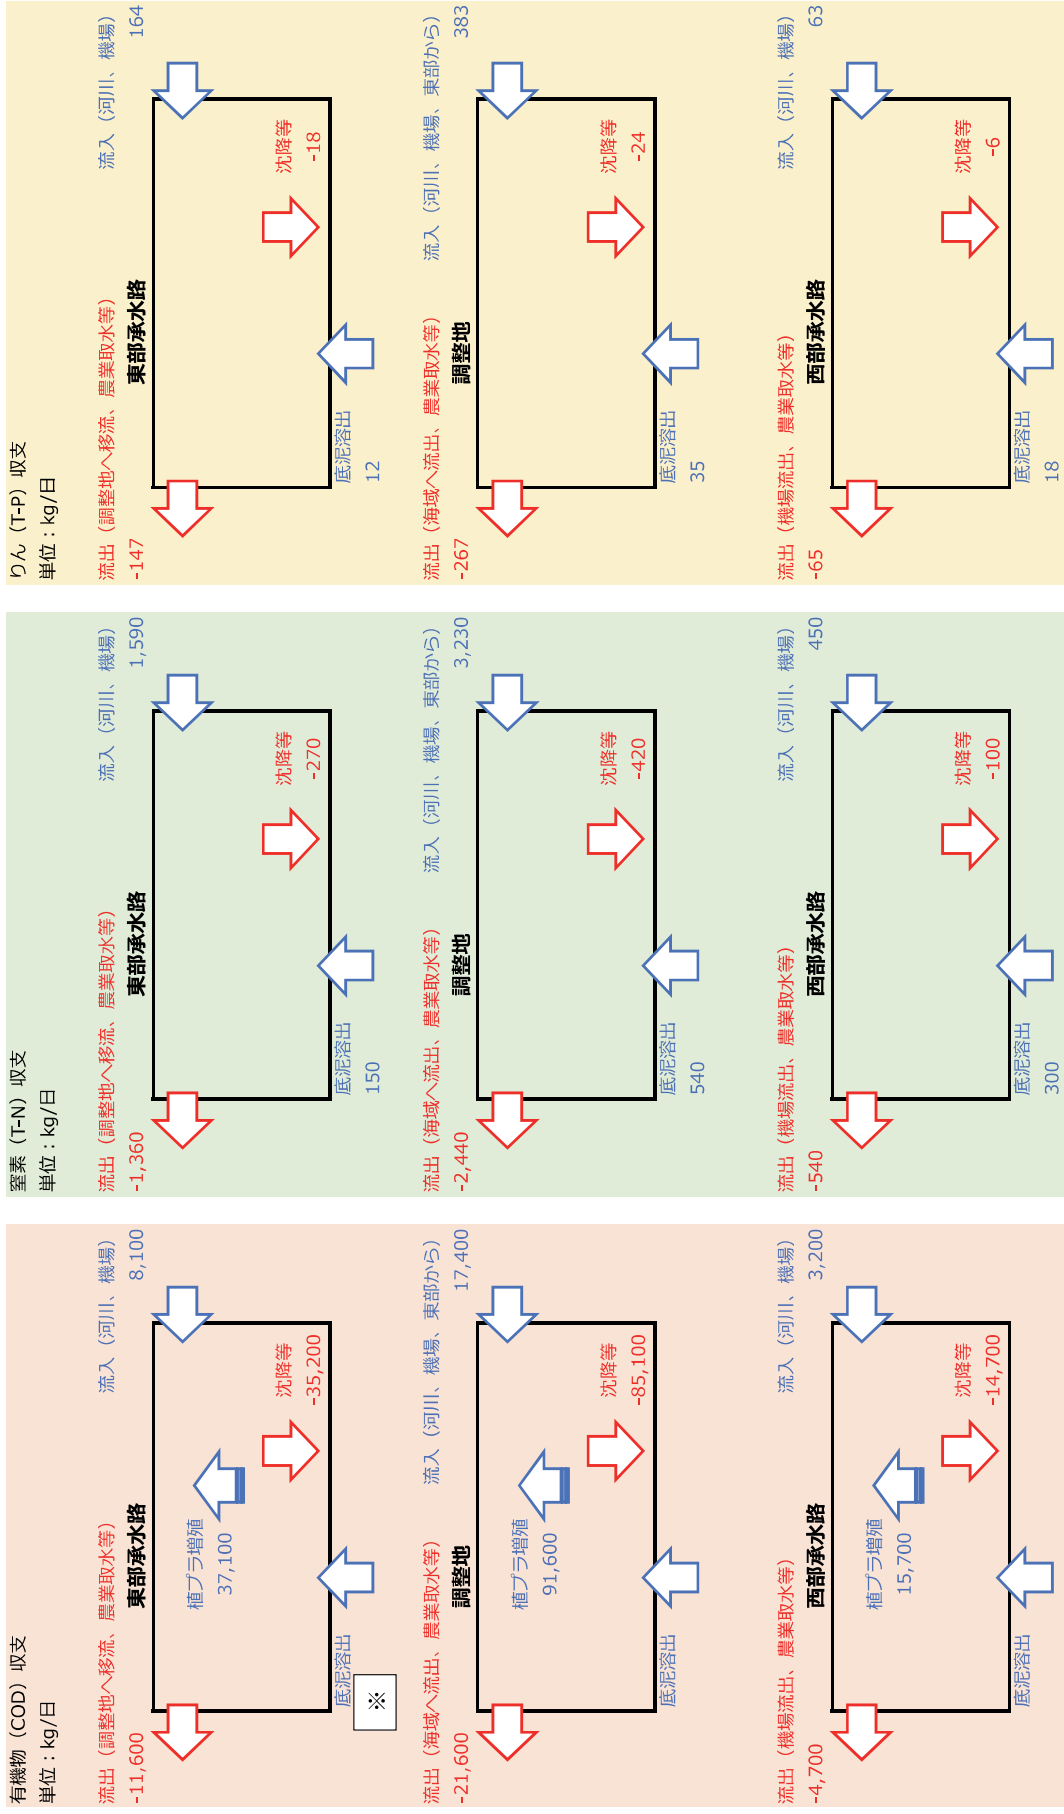 有機物（COD）収支
単位：kg/日
流出（調整地へ移流、農業取水等）
-11,600
流入（河川、機場）
8,100
東部承水路
植プラ増殖
37,100
沈降等
-35,200
底泥溶出
※
流出（海域へ流出、農業取水等）
-21,600
流入（河川、機場、東部から）
17,400
調整地
植プラ増殖
91,600
沈降等
-85,100
底泥溶出
流出（機場流出、農業取水等）
-4,700
流入（河川、機場）
3,200
西部承水路
植プラ増殖
15,700
沈降等
-14,700
底泥溶出
窒素（T-N）収支
単位：kg/日
流出（調整地へ移流、農業取水等）
-1,360
流入（河川、機場）
1,590
東部承水路
沈降等
-270
底泥溶出
150
流出（海域へ流出、農業取水等）
-2,440
流入（河川、機場、東部から）
3,230
調整地
沈降等
-420
底泥溶出
540
流出（機場流出、農業取水等）
-540
流入（河川、機場）
450
西部承水路
沈降等
-100
底泥溶出
300
りん（T-P）収支
単位：kg/日
流出（調整地へ移流、農業取水等）
-147
流入（河川、機場）
164
東部承水路
沈降等
-18
底泥溶出
12
流出（海域へ流出、農業取水等）
-267
流入（河川、機場、東部から）
383
調整地
沈降等
-24
底泥溶出
35
流出（機場流出、農業取水等）
-65
流入（河川、機場）
63
西部承水路
沈降等
-6
底泥溶出
18